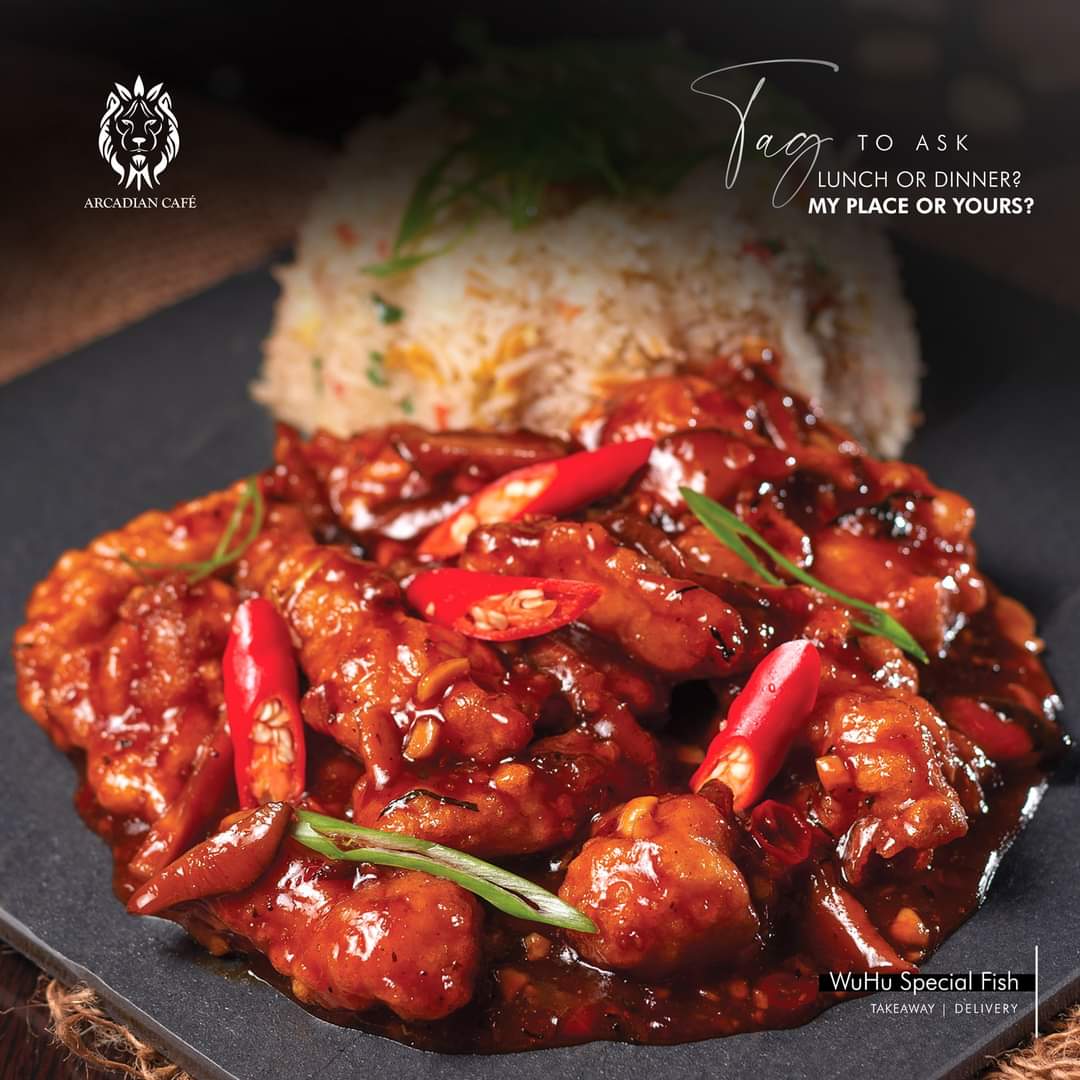 ARCADIAN CAFÉ
Tag TO ASK
LUNCH OR DINNER?
MY PLACE OR YOURS?
WuHu Special Fish
TAKEAWAY | DELIVERY